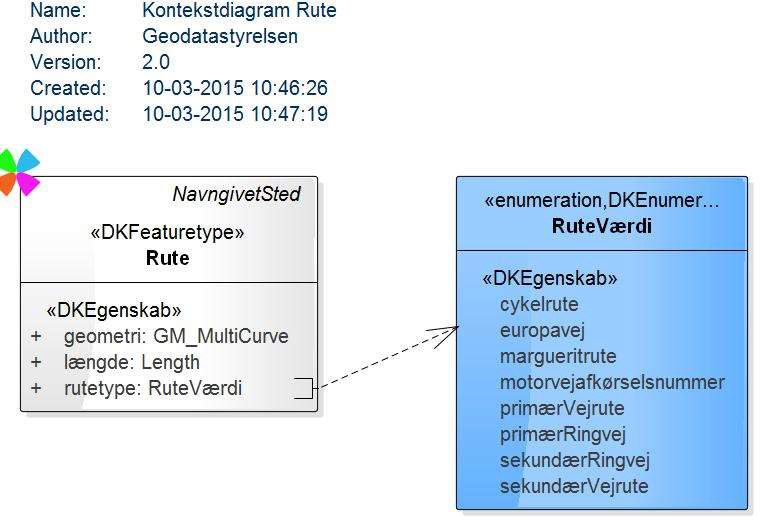 Name: Kontekstdiagram Rute
Author: Geodatastyrelsen
Version: 2.0
Created: 10-03-2015 10:46:26
Updated: 10-03-2015 10:47:19
NavngivetSted
«DKFeaturetype»
Rute
«DKEgenskab»
+ geometri: GM_MultiCurve
+ længde: Length
+ rutetype: RuteVærdi
«enumeration,DKEnumer...
RuteVærdi
«DKEgenskab»
cykelrute
europavej
margueritrute
motorvejafkørselsnummer
primærVejrute
primærRingvej
sekundærRingvej
sekundærVejrute